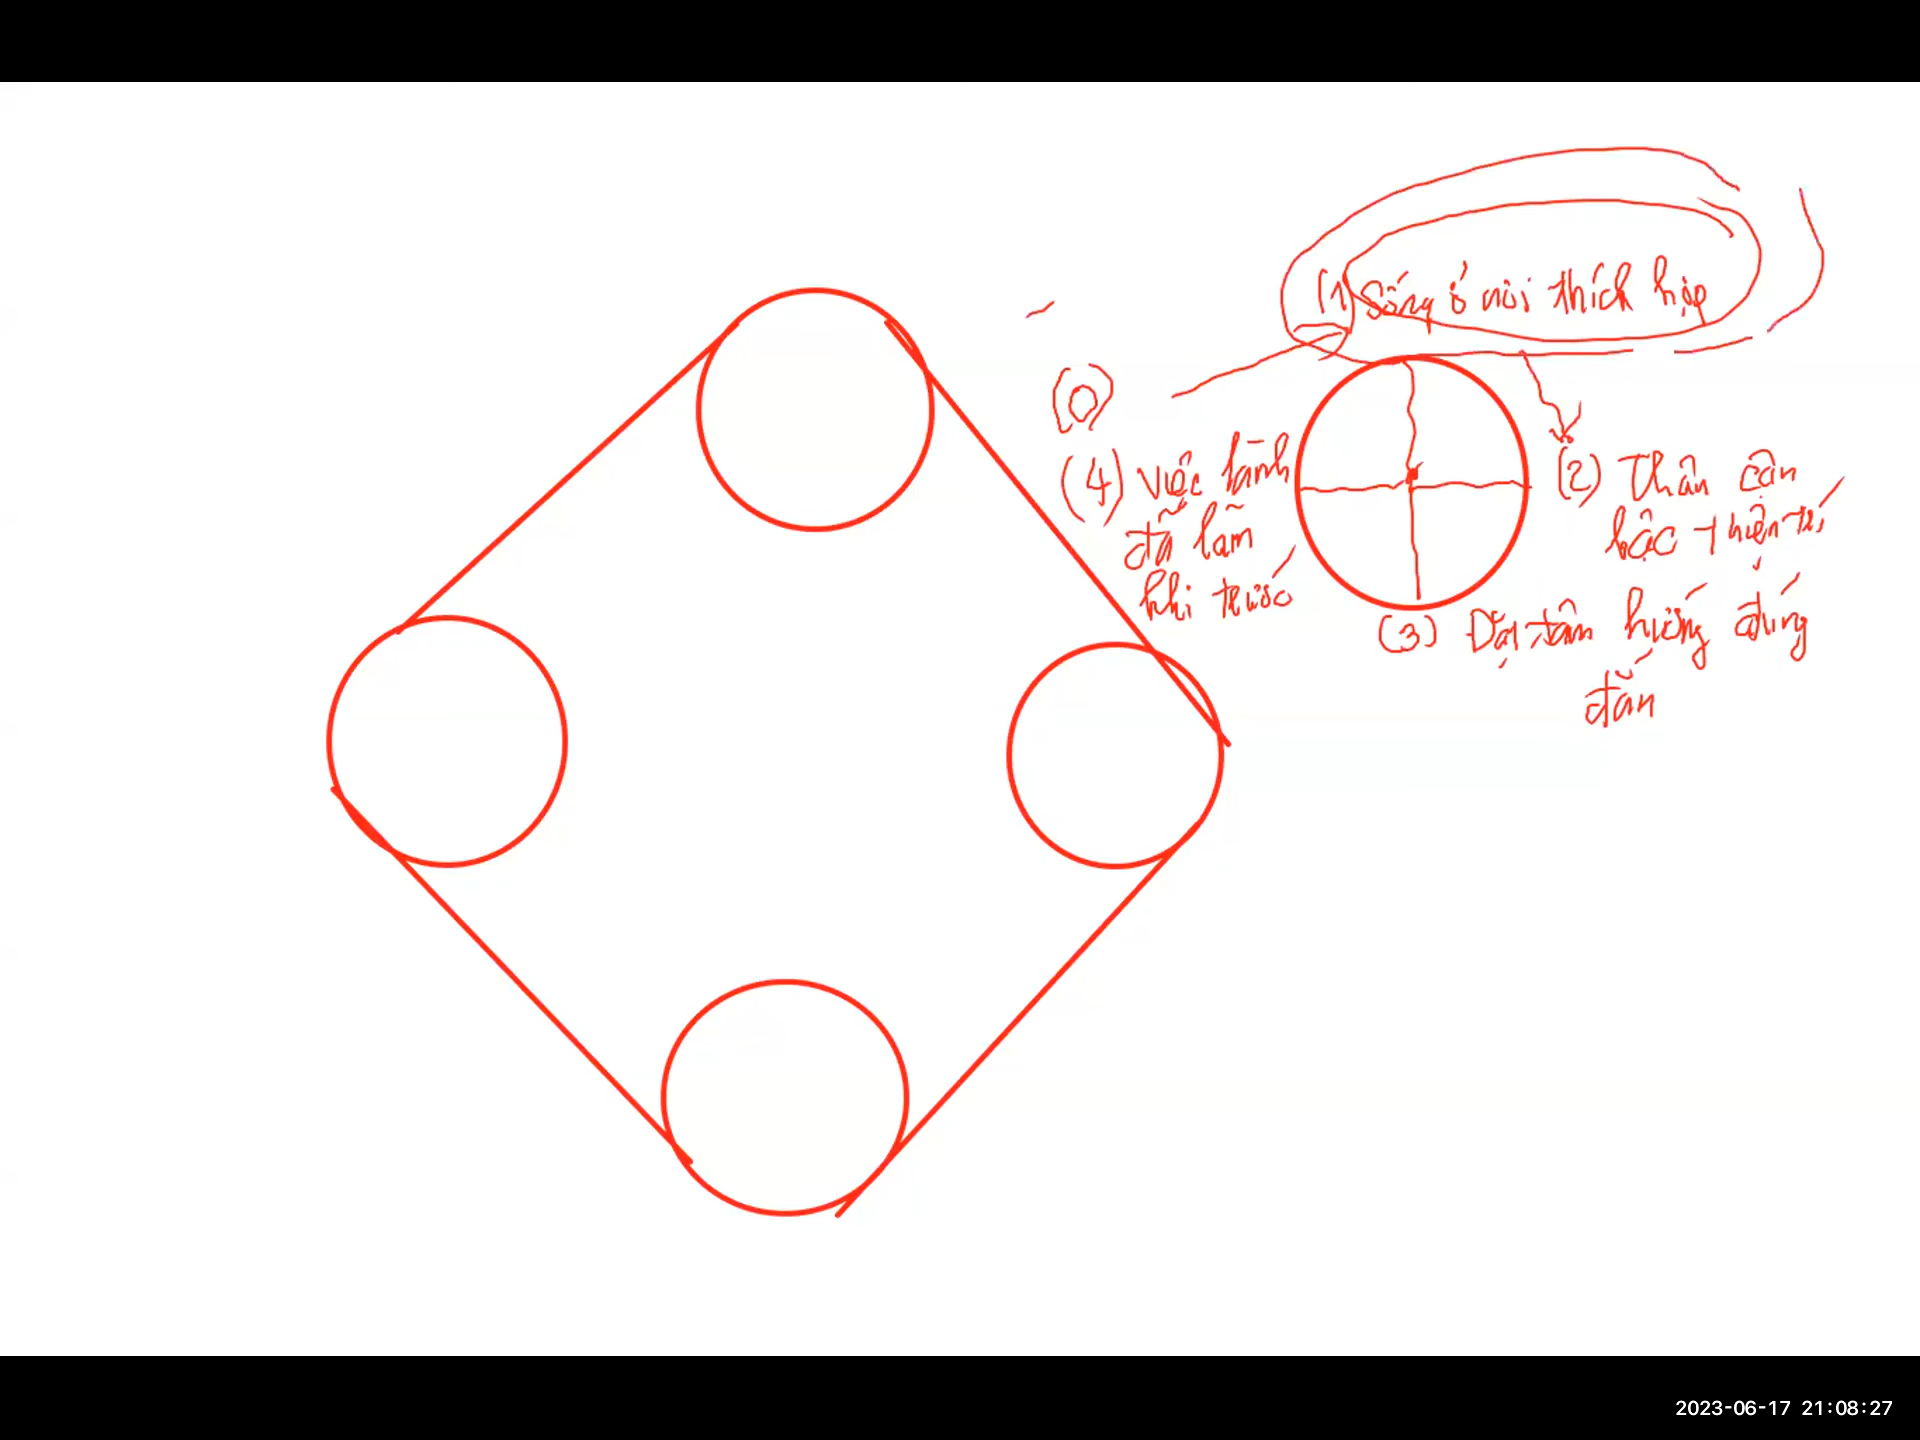 (1) Sống ở nơi thích hợp
(0)
(4) Việc lành
đã làm
khi trước
(2) Thân cận
bậc thiện trí
(3) Đặt tâm hướng đúng
đắn
2023-06-17 21:08:27